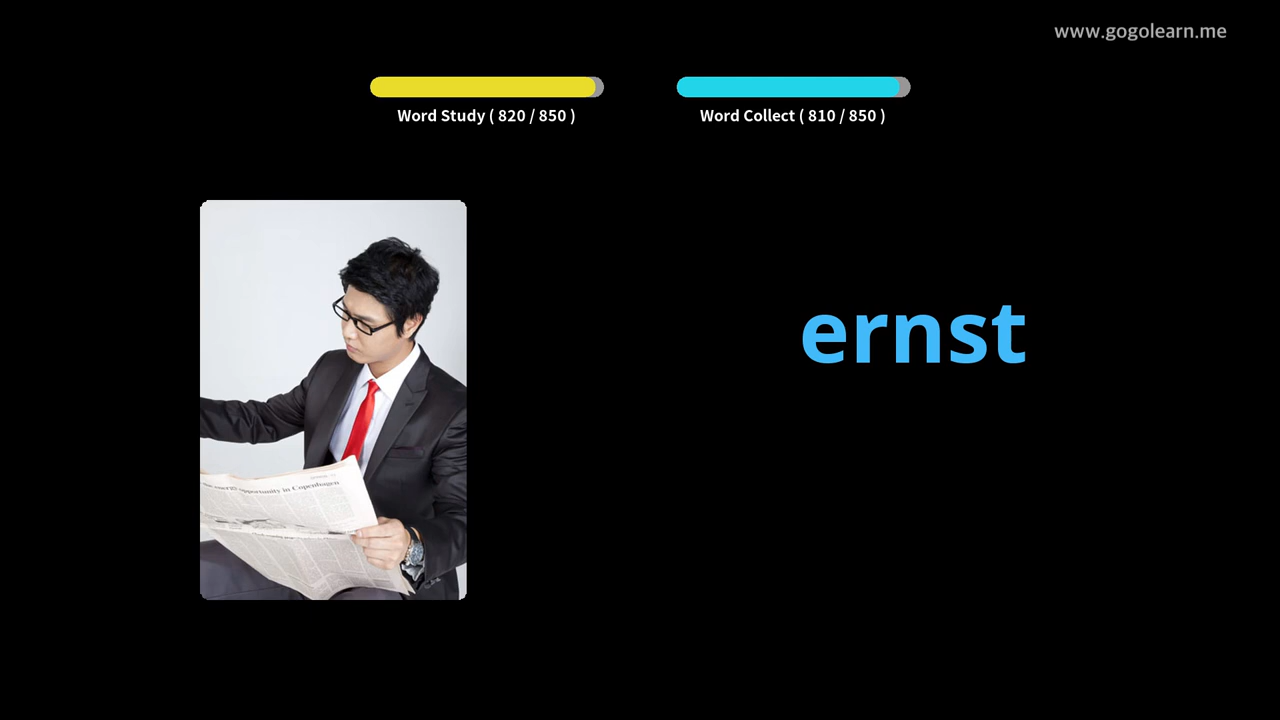 www.gogolearn.me
Word Study ( 820 / 850 )
Word Collect ( 810 / 850 )
ernst
opportunity in Copenhagen